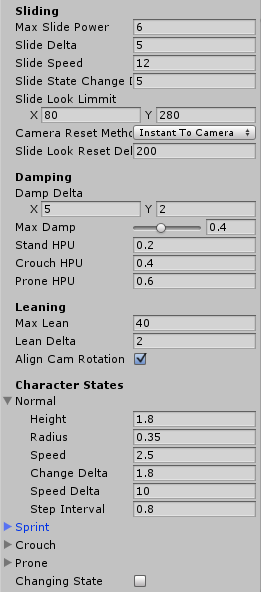 Sliding
Max Slide Power 6
Slide Delta 5
Slide Speed 12
Slide State Change D 5
Slide Look Limmit
X 80 Y 280
Camera Reset Metho Instant To Camera
Slide Look Reset Del 200
Damping
Damp Delta
X 5 Y 2
Max Damp 0.4
Stand HPU 0.2
Crouch HPU 0.4
Prone HPU 0.6
Leaning
Max Lean 40
Lean Delta 2
Align Cam Rotation
Character States
Normal
Height 1.8
Radius 0.35
Speed 2.5
Change Delta 1.8
Speed Delta 10
Step Interval 0.8
Sprint
Crouch
Prone
Changing State